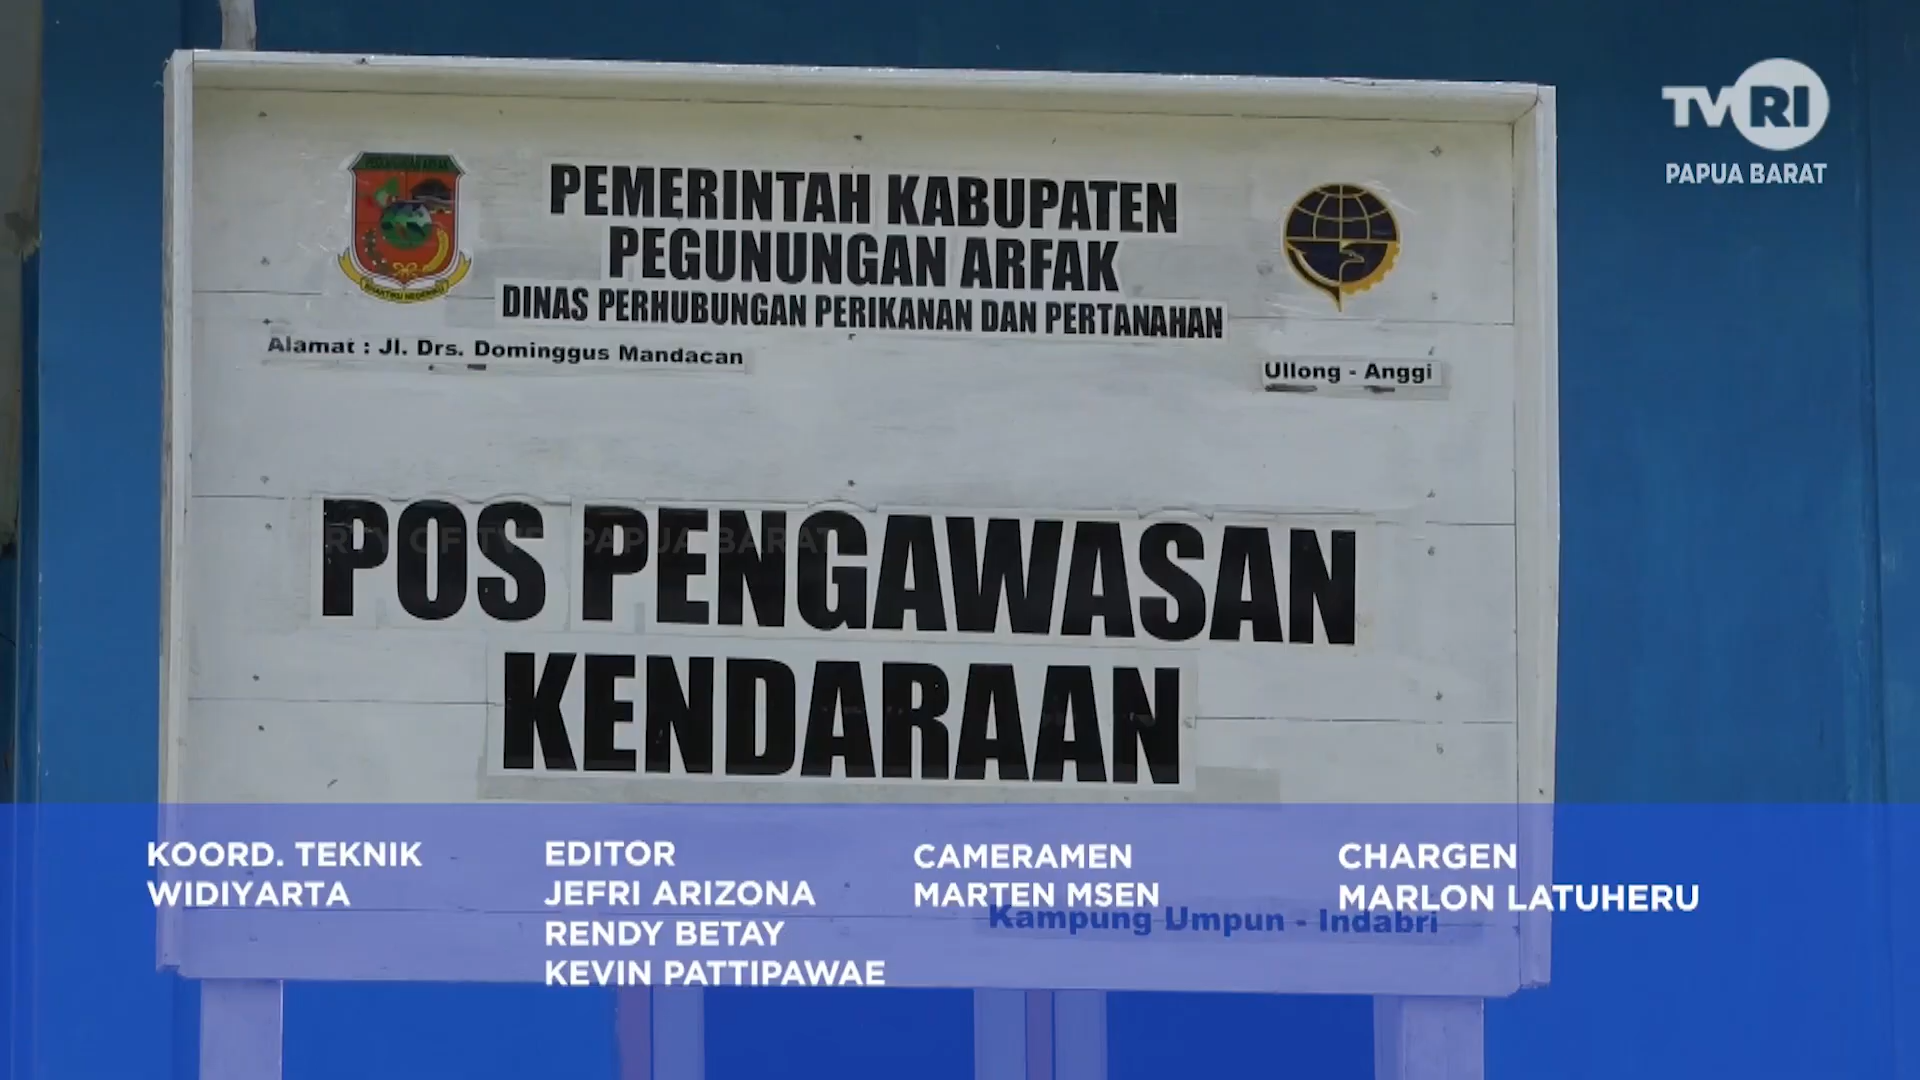 TVRI
PAPUA BARAT
PEGUNUNGAN ARFAK
PEMERINTAH KABUPATEN
PEGUNUNGAN ARFAK
DINAS PERHUBUNGAN PERIKANAN DAN PERTANAHAN
Alamat : Jl. Drs. Dominggus Mandacan
Ullong - Anggi
POS PENGAWASAN
KENDARAAN
Kampung Umpun - Indabri
KOORD. TEKNIK
WIDIYARTA
EDITOR
JEFRI ARIZONA
RENDY BETAY
KEVIN PATTIPAWAE
CAMERAMEN
MARTEN MSEN
CHARGEN
MARLON LATUHERU